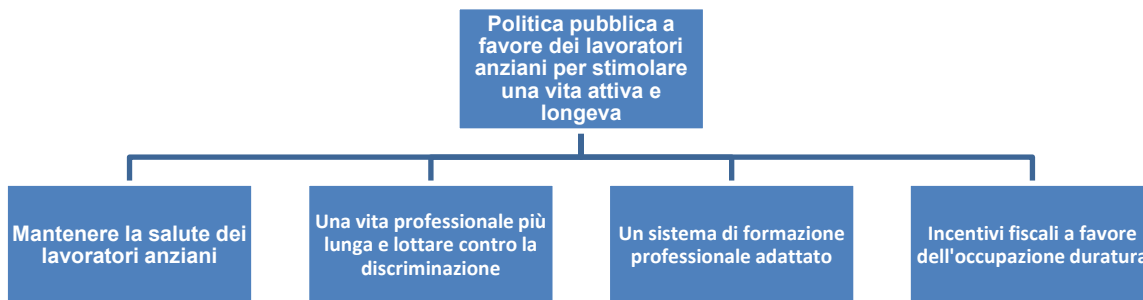 Politica pubblica a
favore dei lavoratori
anziani per stimolare
una vita attiva e
longeva
Mantenere la salute dei
lavoratori anziani
Una vita professionale più
lunga e lottare contro la
discriminazione
Un sistema di formazione
professionale adattato
Incentivi fiscali a favore
dell'occupazione duratura